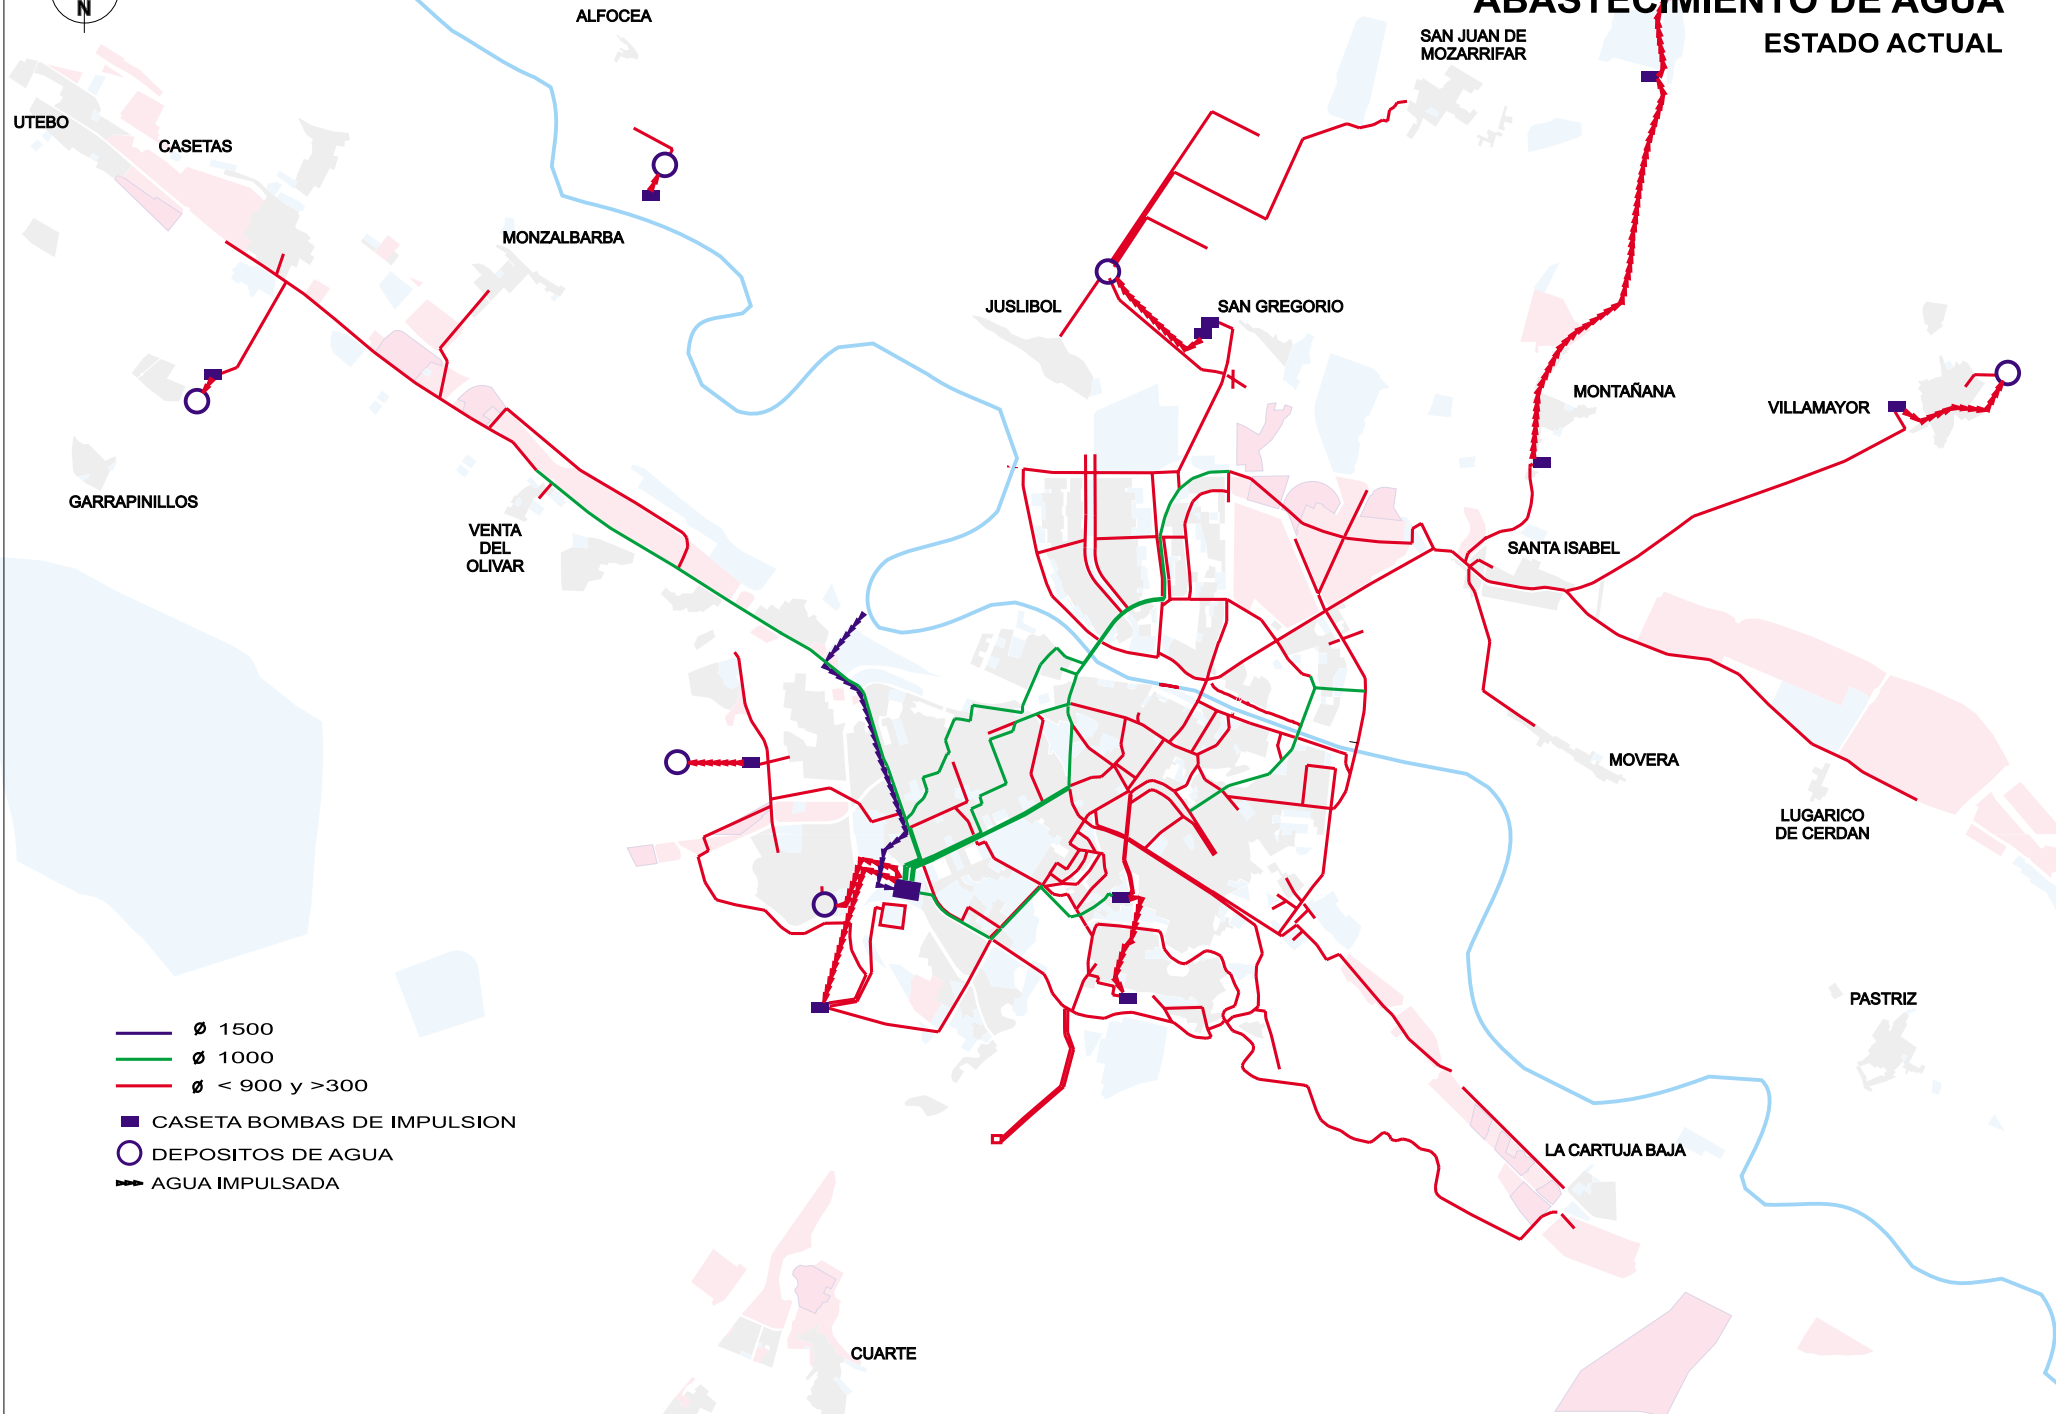 N
ABASTECIMIENTO DE AGUA
ESTADO ACTUAL
ALFOCEA
SAN JUAN DE
MOZARRIFAR
UTEBO
CASETAS
MONZALBARBA
JUSLIBOL
SAN GREGORIO
MONTAÑANA
VILLAMAYOR
GARRAPINILLOS
VENTA
DEL
OLIVAR
SANTA ISABEL
MOVERA
LUGARICO
DE CERDAN
PASTRIZ
LA CARTUJA BAJA
CUARTE
ø 1500
ø 1000
ø < 900 y >300
CASETA BOMBAS DE IMPULSION
DEPOSITOS DE AGUA
AGUA IMPULSADA